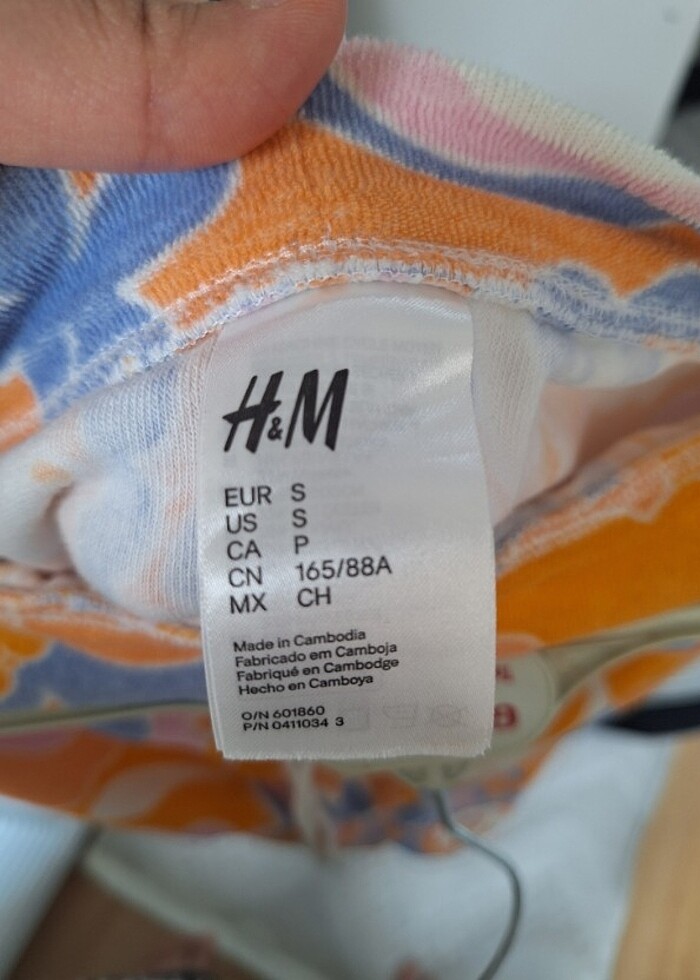 H&M
EUR S
US S
CA P
CN 165/88A
MX CH
Made in Cambodia
Fabricado em Camboja
Fabriqué en Cambodge
Hecho en Camboya
O/N 601860
P/N 0411034 3